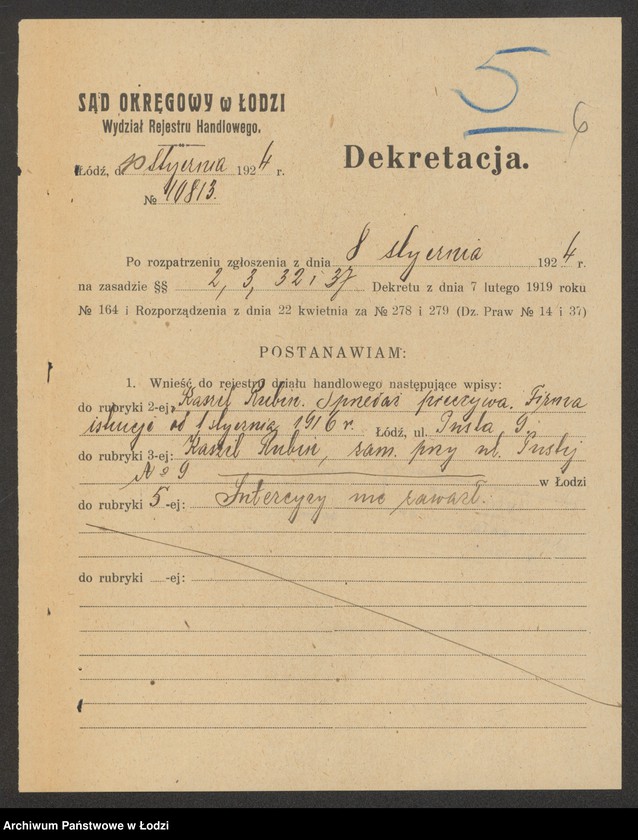 5
6
SĄD OKRĘGOWY w ŁODZI
Wydział Rejestru Handlowego.
Dekretacja.
Łódź, d. stycznia 1924 r.
№ 10813.
Po rozpatrzeniu zgłoszenia z dnia 8 stycznia 1924 r.
na zasadzie §§ 2, 3, 32 i 37 Dekretu z dnia 7 lutego 1919 roku
№ 164 i Rozporządzenia z dnia 22 kwietnia za № 278 i 279 (Dz. Praw № 14 i 37)
POSTANAWIAM:
1. Wnieść do rejestru działu handlowego następujące wpisy:
do rubryki 2-ej, Kaszel Rubin. Sprzedaż pieczywa. Firma
istnieje od 1 stycznia 1916 r. Łódź, ul. Pusta 9.
do rubryki 3-ej: Kaszel Rubin, zam. przy ul. Pustej
№ 9 w Łodzi
do rubryki 5-ej: Intercyzy nie zawarł.
do rubryki -ej:
Archiwum Państwowe w Łodzi